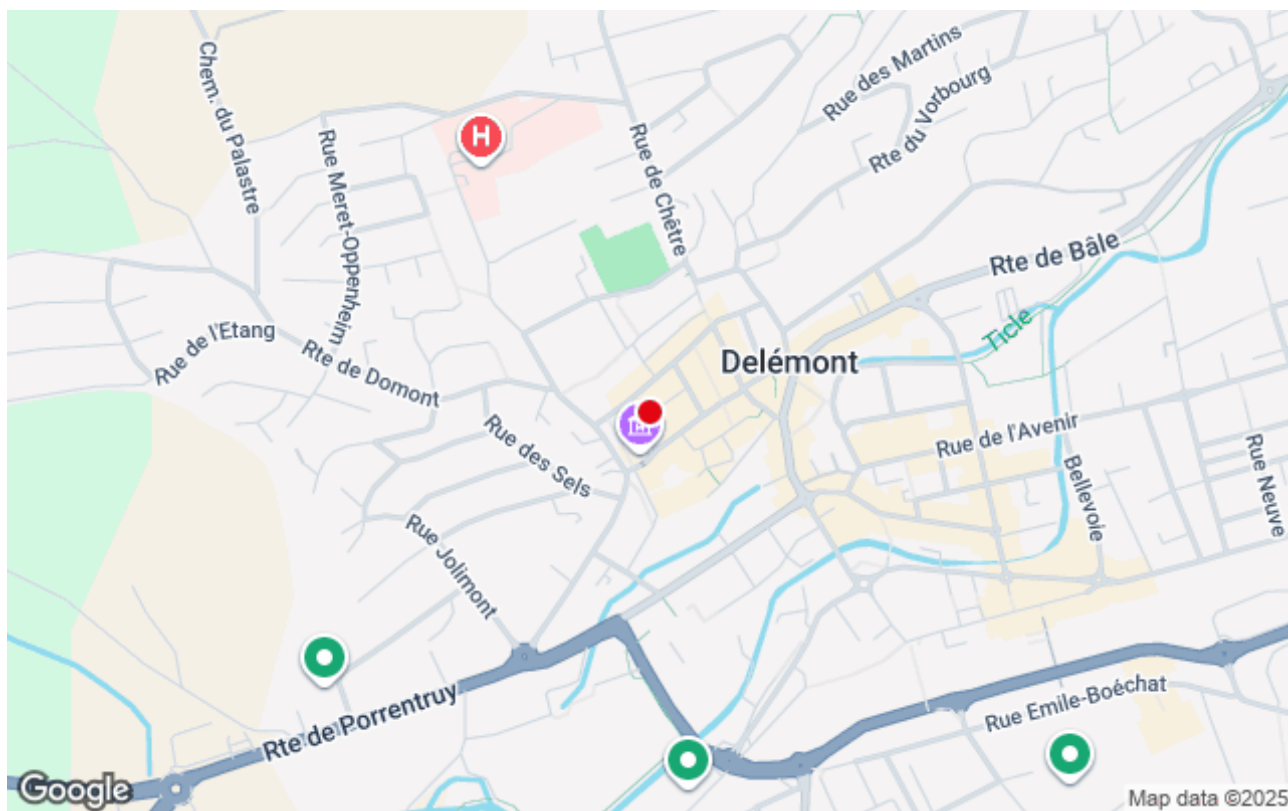 Chem. du Palastre
Rue Meret-Oppenheim
H
Rue de Chêtre
Rue des Martins
Rte du Vorbourg
Rte de Bâle
Ticle
Rue de l'Etang
Rte de Domont
Delémont
Rue des Sels
Rue de l'Avenir
Bellevoie
Rue Neuve
Rue Jolimont
Rte de Porrentruy
Rue Emile-Boéchat
Google
Map data ©2025